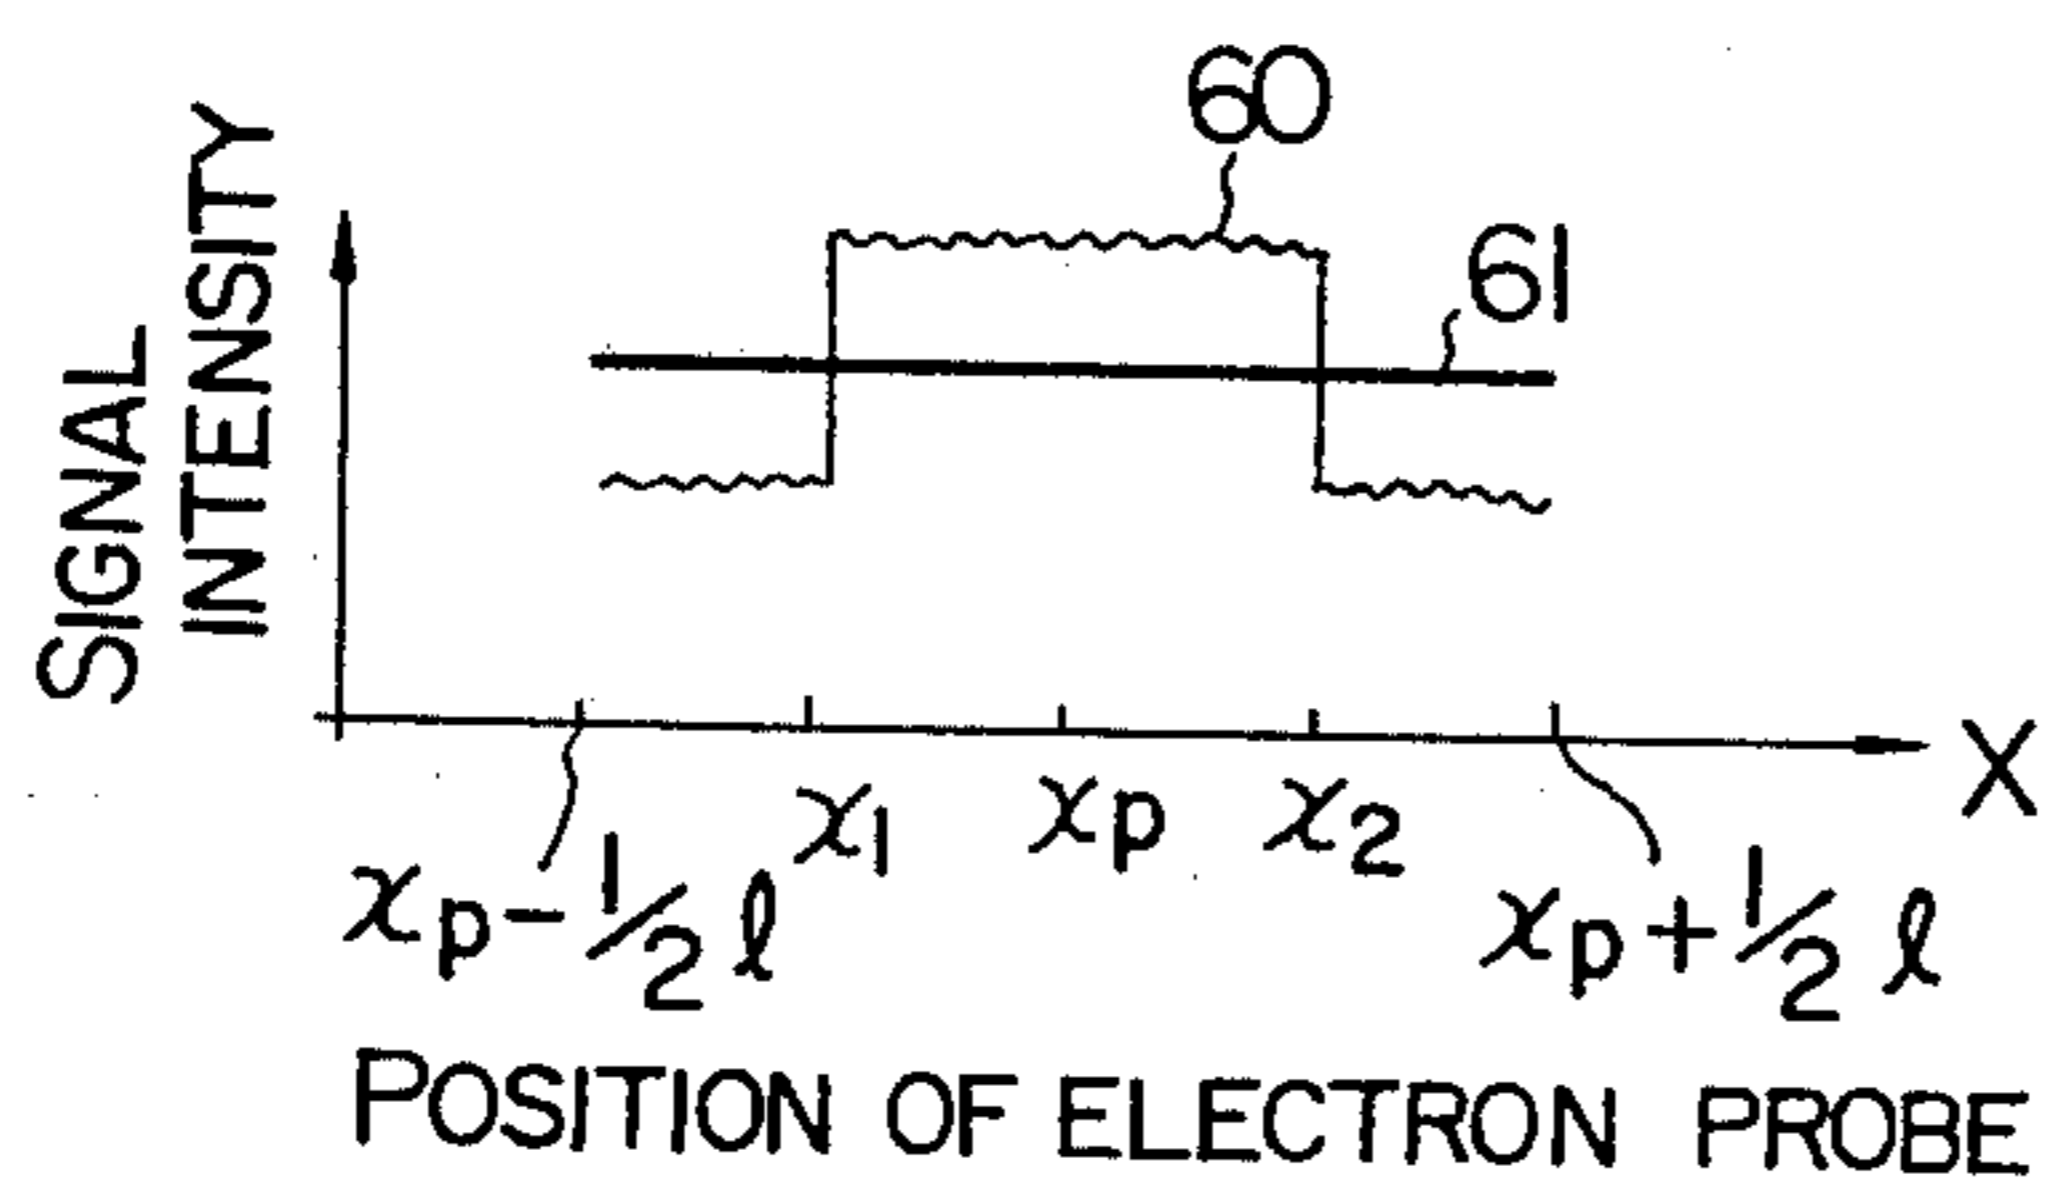 60
61
SIGNAL
INTENSITY
X
x₁
xₚ
x₂
xₚ-1/2 ℓ
xₚ+1/2 ℓ
POSITION OF ELECTRON PROBE